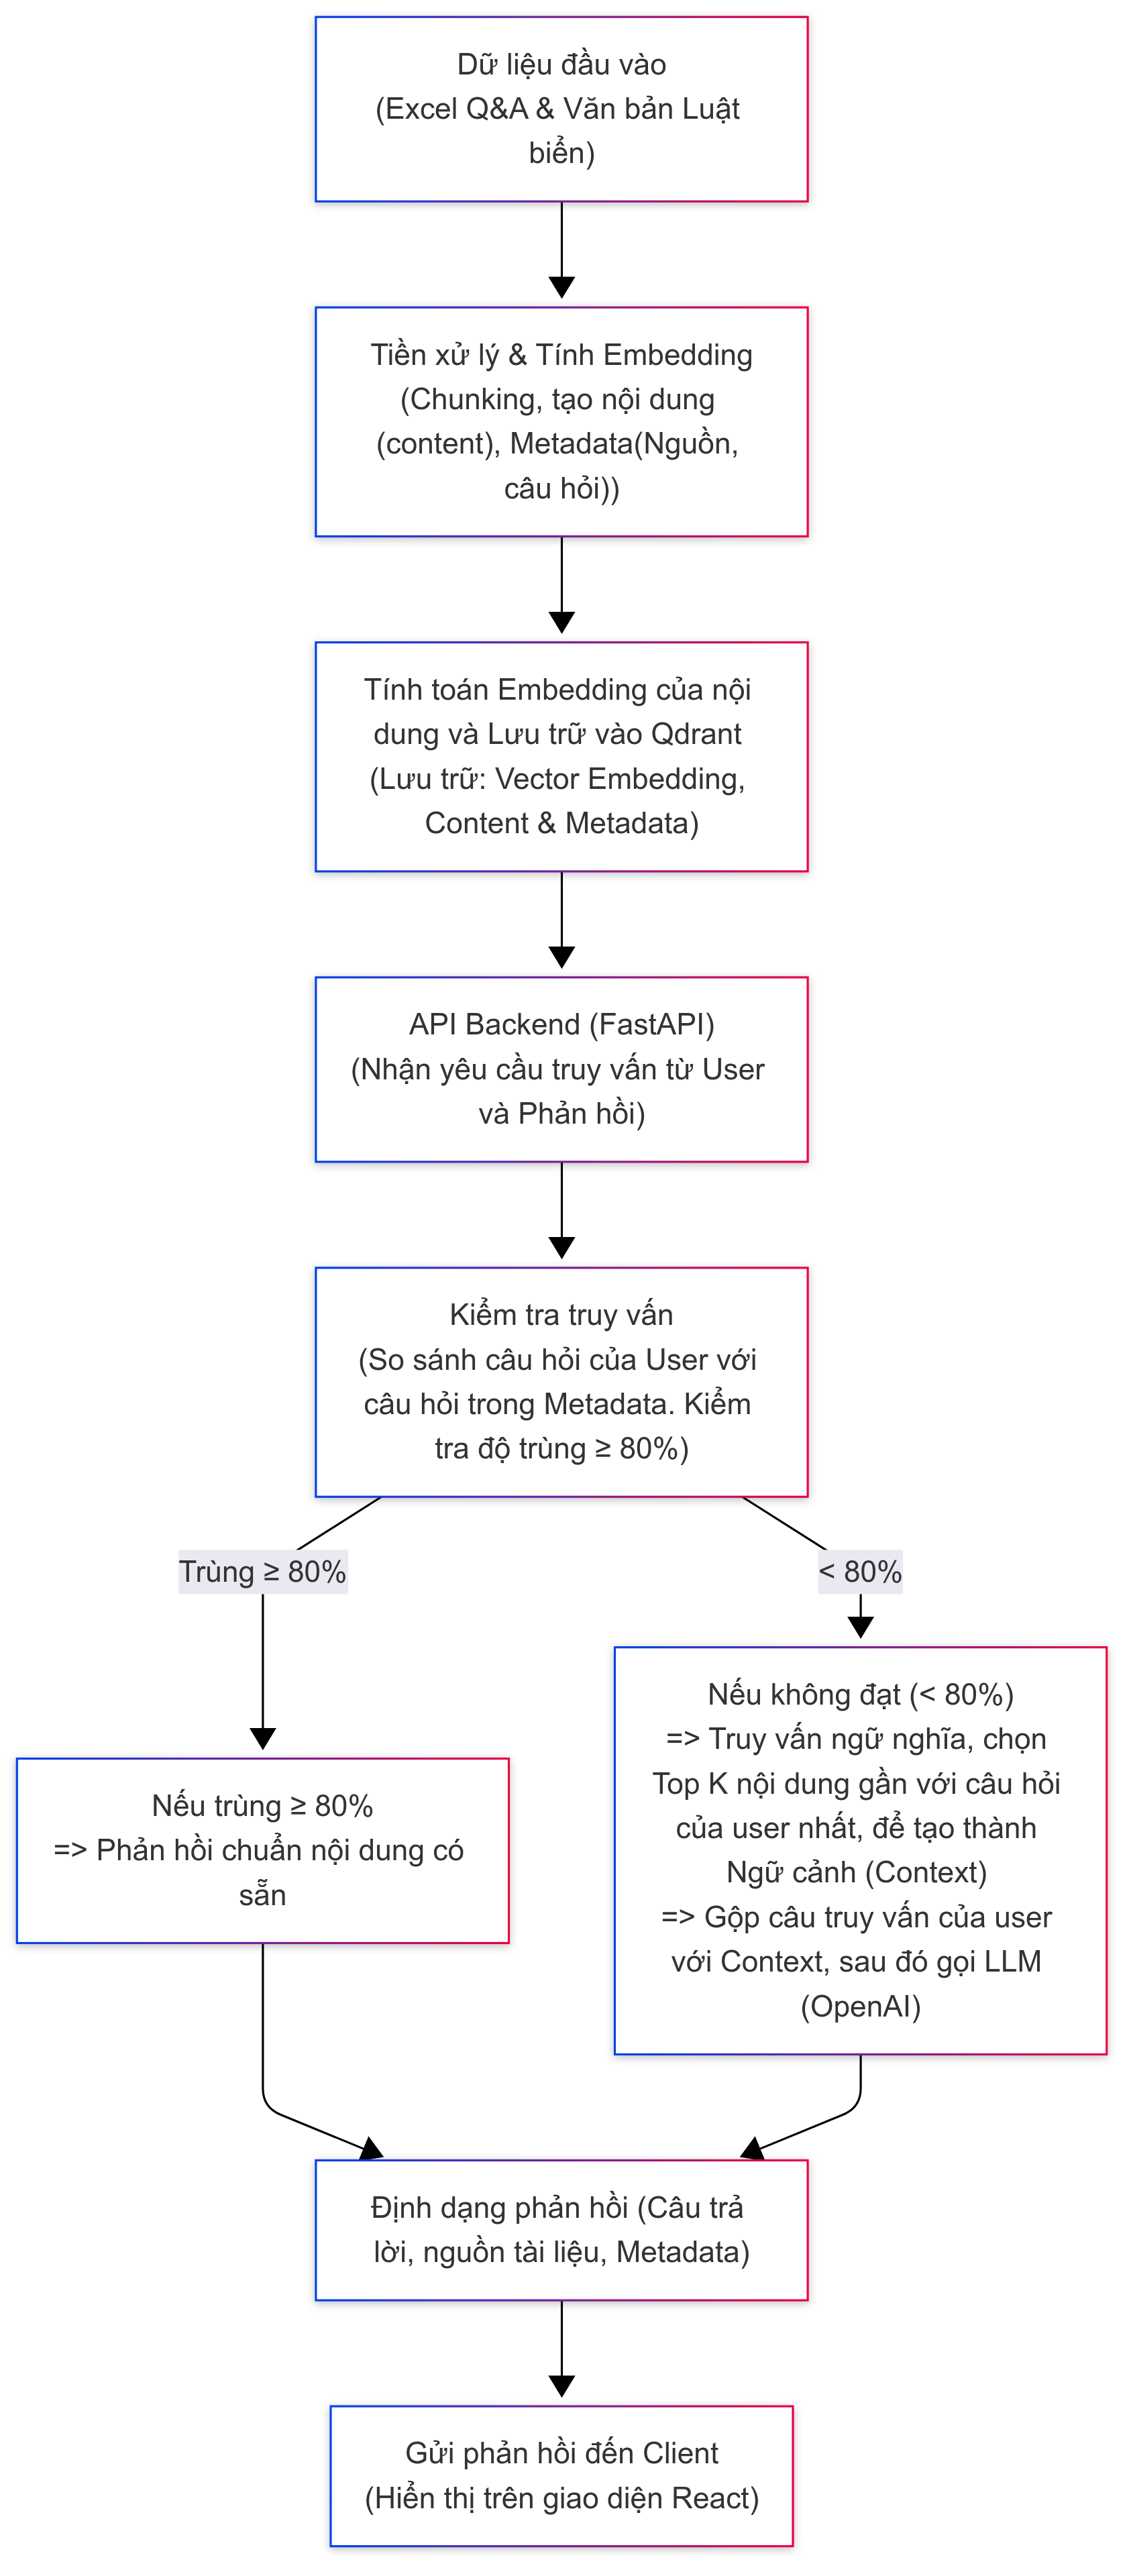 Dữ liệu đầu vào
(Excel Q&A & Văn bản Luật
biển)
Tiền xử lý & Tính Embedding
(Chunking, tạo nội dung
(content), Metadata(Nguồn,
câu hỏi))
Tính toán Embedding của nội
dung và Lưu trữ vào Qdrant
(Lưu trữ: Vector Embedding,
Content & Metadata)
API Backend (FastAPI)
(Nhận yêu cầu truy vấn từ User
và Phản hồi)
Kiểm tra truy vấn
(So sánh câu hỏi của User với
câu hỏi trong Metadata. Kiểm
tra độ trùng ≥ 80%)
Trùng ≥ 80%
< 80%
Nếu trùng ≥ 80%
=> Phản hồi chuẩn nội dung có
sẵn
Nếu không đạt (< 80%)
=> Truy vấn ngữ nghĩa, chọn
Top K nội dung gần với câu hỏi
của user nhất, để tạo thành
Ngữ cảnh (Context)
=> Gộp câu truy vấn của user
với Context, sau đó gọi LLM
(OpenAI)
Định dạng phản hồi (Câu trả
lời, nguồn tài liệu, Metadata)
Gửi phản hồi đến Client
(Hiển thị trên giao diện React)